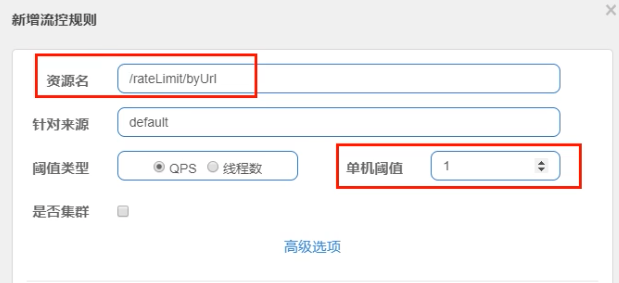 新增流控规则
资源名 /rateLimit/byUrl
针对来源 default
阈值类型 QPS 线程数 单机阈值 1
是否集群
高级选项